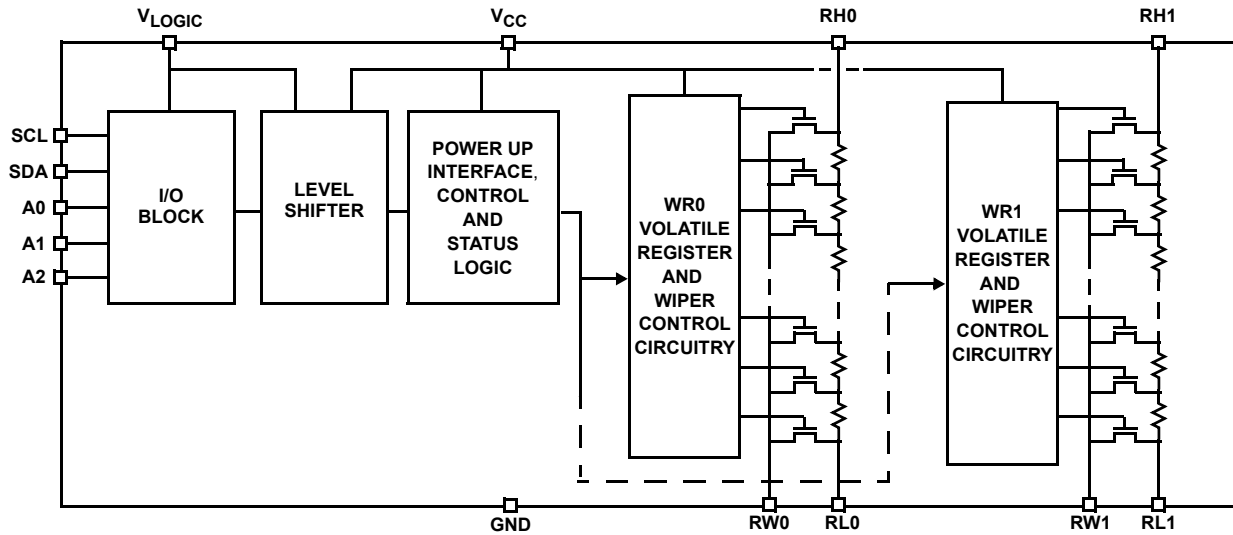 VLOGIC
VCC
RH0
RH1
SCL
SDA
A0
A1
A2
I/O
BLOCK
LEVEL
SHIFTER
POWER UP
INTERFACE,
CONTROL
AND
STATUS
LOGIC
WR0
VOLATILE
REGISTER
AND
WIPER
CONTROL
CIRCUITRY
WR1
VOLATILE
REGISTER
AND
WIPER
CONTROL
CIRCUITRY
GND
RW0
RL0
RW1
RL1